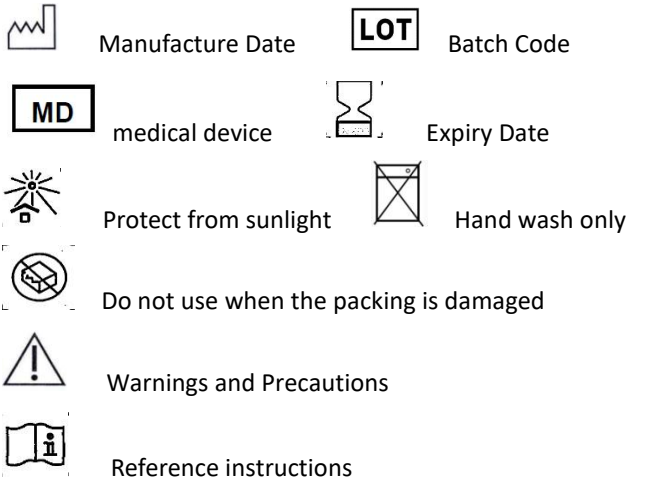 Manufacture Date LOT Batch Code
MD medical device Expiry Date
Protect from sunlight Hand wash only
Do not use when the packing is damaged
! Warnings and Precautions
i Reference instructions